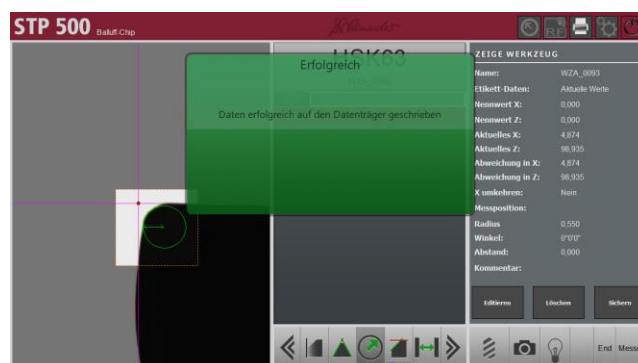 STP 500 Balluff-Chip
HSK63
Erfolgreich
Daten erfolgreich auf den Datenträger geschrieben
ZEIGE WERKZEUG
Name: WZA_0093
Etikett-Daten: Aktuelle Werte
Nennwert X: 0,000
Nennwert Z: 0,000
Aktuelles X: 4,874
Aktuelles Z: 98,935
Abweichung in X: 4,874
Abweichung in Z: 98,935
X umkehren: Nein
Messposition:
Radius 0,550
Winkel: 0°0'0"
Abstand: 0,000
Kommentar:
Editieren Löschen Sichern
End Messe